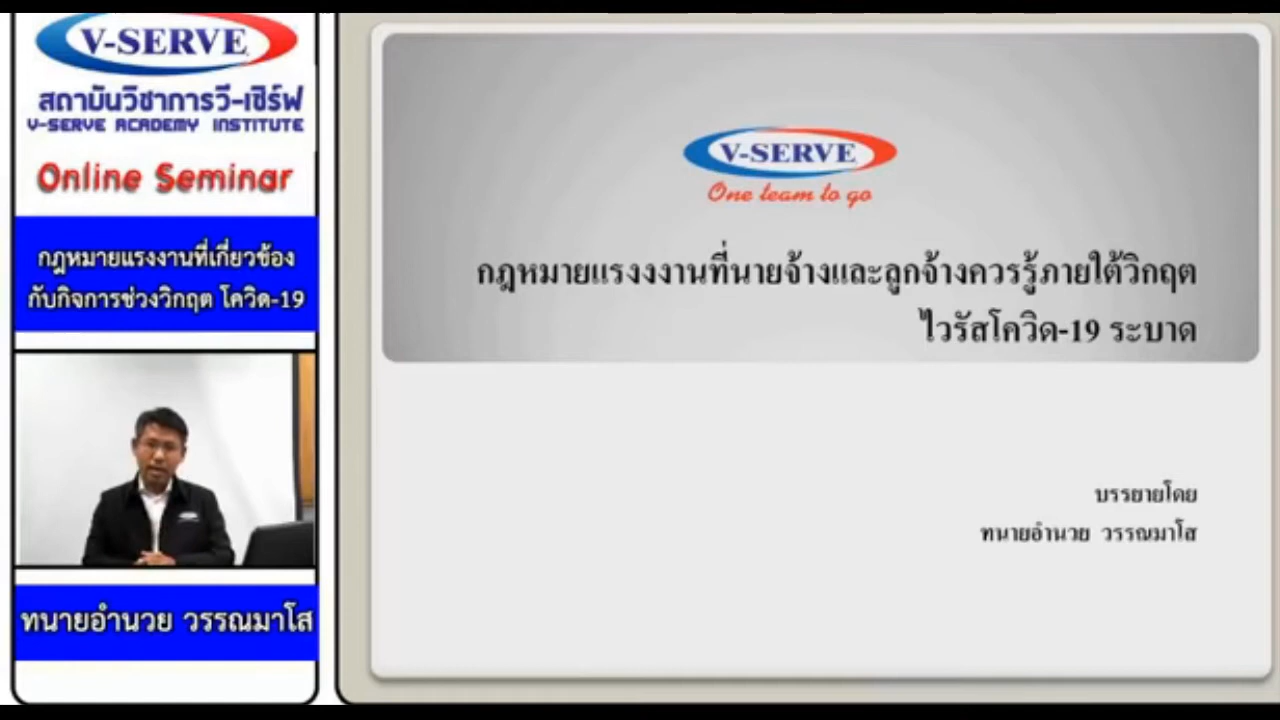 V-SERVE
สถาบันวิชาการวี-เซิร์ฟ
V-SERVE ACADEMY INSTITUTE
Online Seminar
กฎหมายแรงงานที่เกี่ยวข้อง
กับกิจการช่วงวิกฤต โควิด-19
ทนายอำนวย วรรณมาโส
V-SERVE
One team to go
กฎหมายแรงงงานที่นายจ้างและลูกจ้างควรรู้ภายใต้วิกฤต
ไวรัสโควิด-19 ระบาด
บรรยายโดย
ทนายอำนวย วรรณมาโส